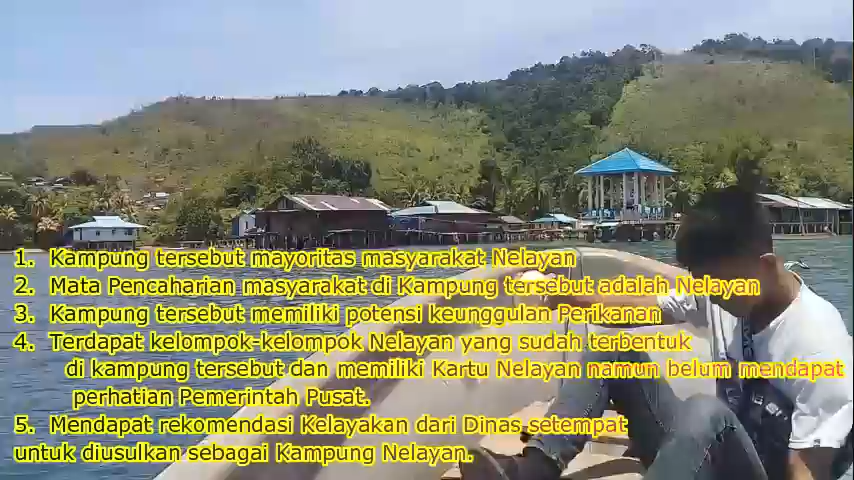 1. Kampung tersebut mayoritas masyarakat Nelayan
2. Mata Pencaharian masyarakat di Kampung tersebut adalah Nelayan
3. Kampung tersebut memiliki potensi keunggulan Perikanan
4. Terdapat kelompok-kelompok Nelayan yang sudah terbentuk
di kampung tersebut dan memiliki Kartu Nelayan namun belum mendapat
perhatian Pemerintah Pusat.
5. Mendapat rekomendasi Kelayakan dari Dinas setempat
untuk diusulkan sebagai Kampung Nelayan.